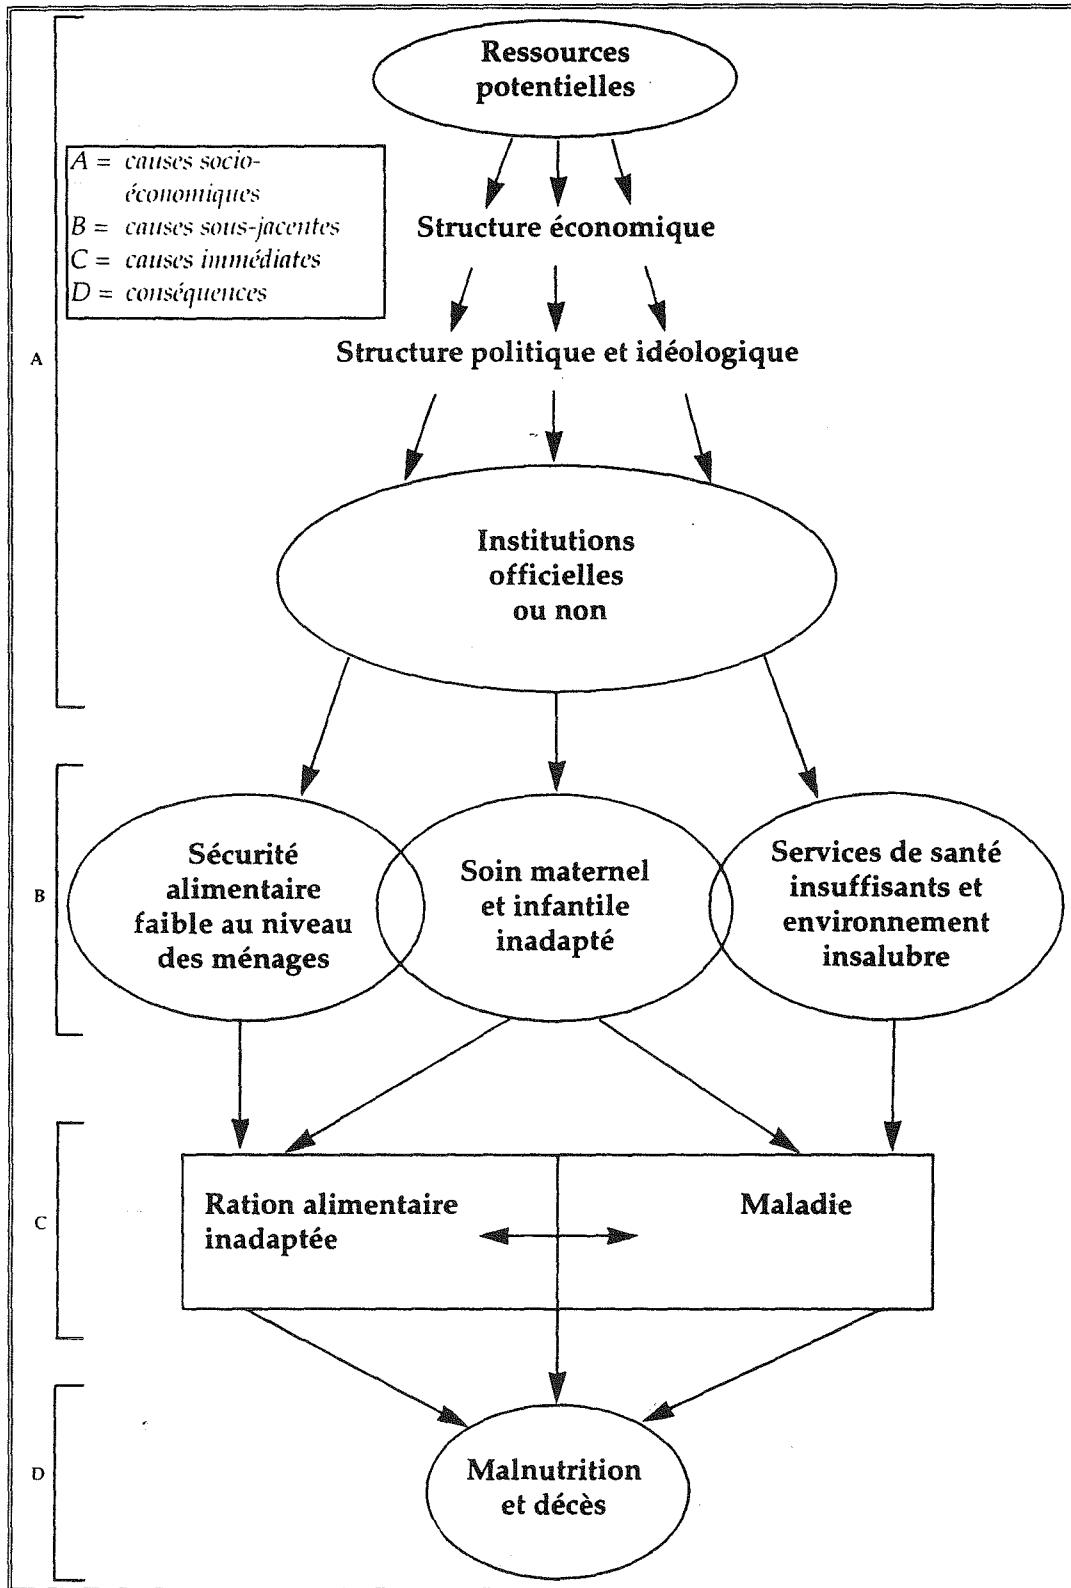 Ressources
potentielles
A = causes socio-
économiques
B = causes sous-jacentes
C = causes immédiates
D = conséquences
Structure économique
Structure politique et idéologique
A
Institutions
officielles
ou non
B
Sécurité
alimentaire
faible au niveau
des ménages
Soin maternel
et infantile
inadapté
Services de santé
insuffisants et
environnement
insalubre
C
Ration alimentaire
inadaptée
Maladie
D
Malnutrition
et décès